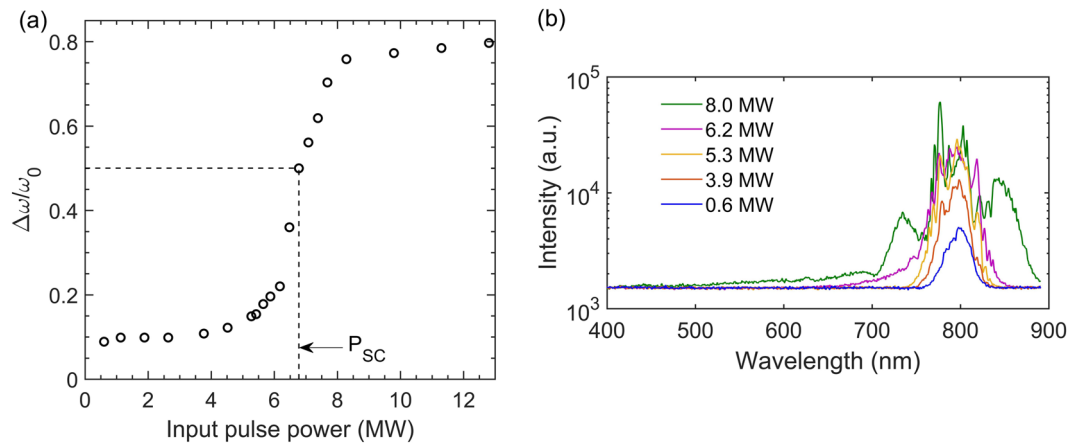 (a)
0.8
0.6
0.4
0.2
0
0 2 4 6 8 10 12
Δω/ω0
Input pulse power (MW)
PSC
(b)
10^5
10^4
10^3
400 500 600 700 800 900
Intensity (a.u.)
Wavelength (nm)
8.0 MW
6.2 MW
5.3 MW
3.9 MW
0.6 MW